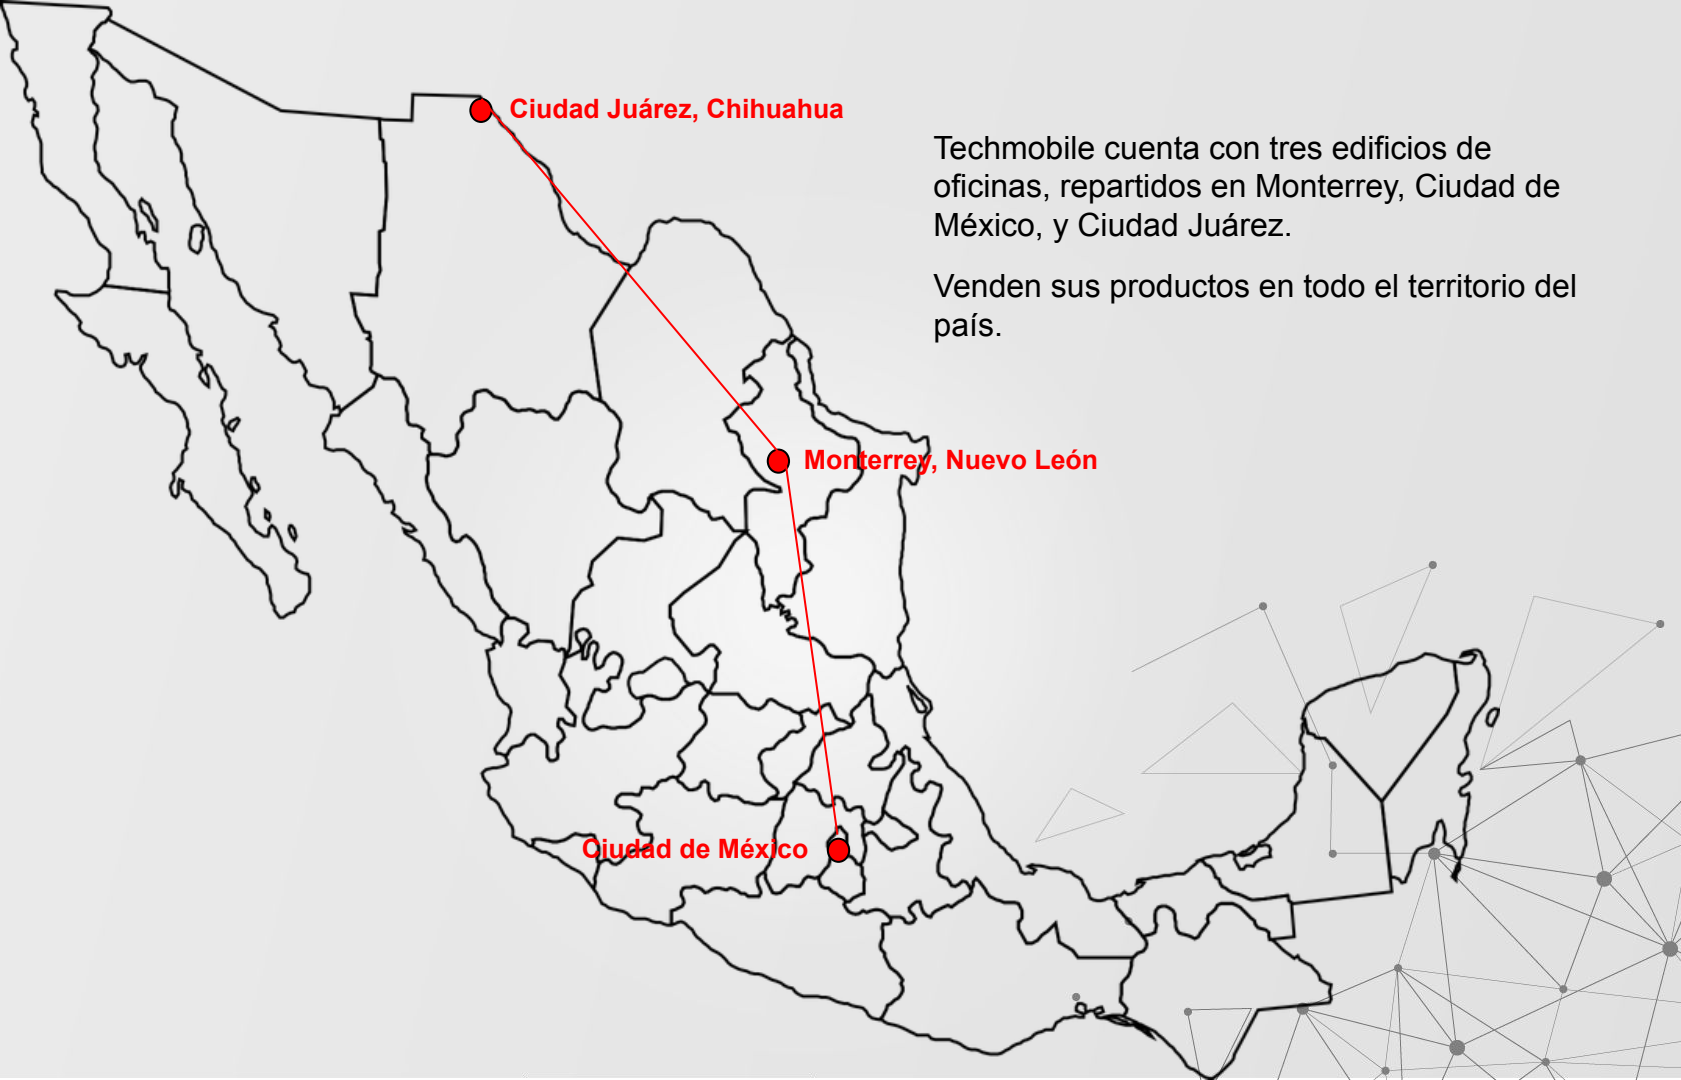 Ciudad Juárez, Chihuahua
Techmobile cuenta con tres edificios de
oficinas, repartidos en Monterrey, Ciudad de
México, y Ciudad Juárez.
Venden sus productos en todo el territorio del
país.
Monterrey, Nuevo León
Ciudad de México